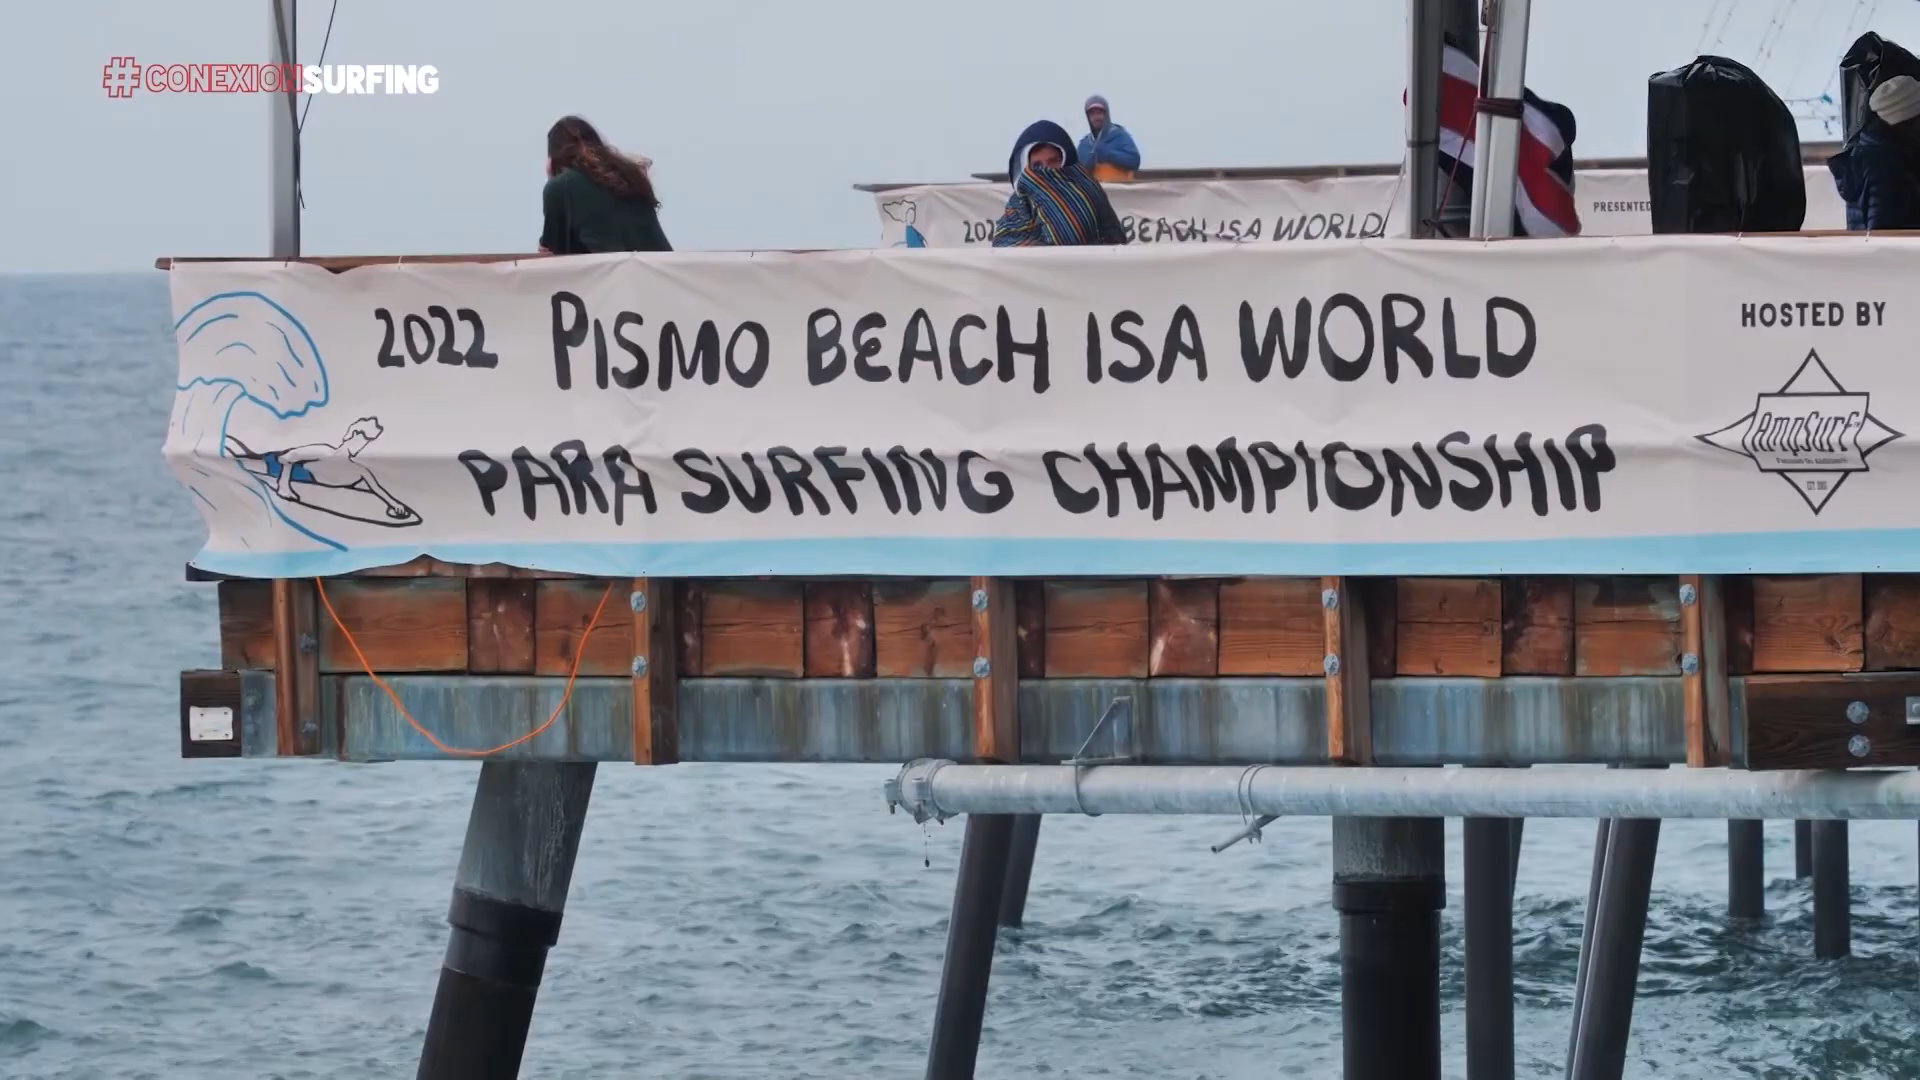 #CONEXIONSURFING
BEACH ISA WORLD
PRESENTED
2022 PISMO BEACH ISA WORLD
PARA SURFING CHAMPIONSHIP
HOSTED BY
AmpSurf